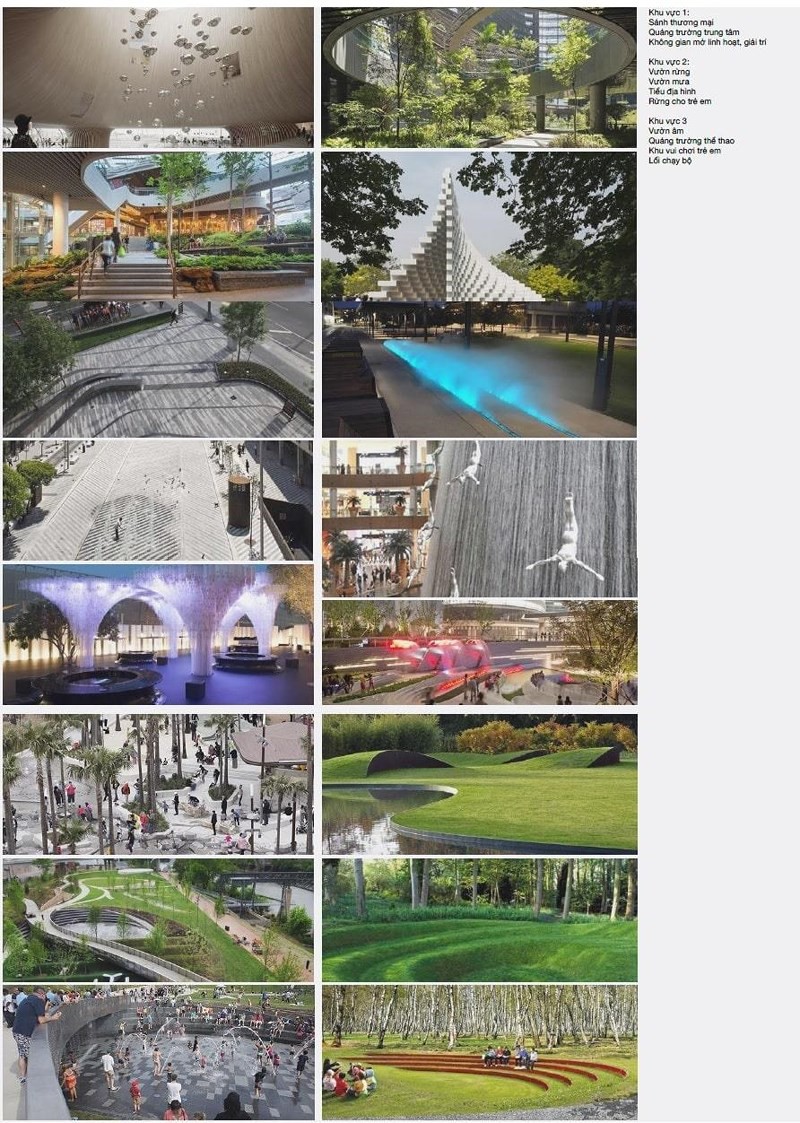 Khu vực 1:
Sảnh thương mại
Quảng trường trung tâm
Không gian mở linh hoạt, giải trí
Khu vực 2:
Vườn rừng
Vườn mưa
Tiểu địa hình
Rừng cho trẻ em
Khu vực 3
Vườn âm
Quảng trường thể thao
Khu vui chơi trẻ em
Lối chạy bộ